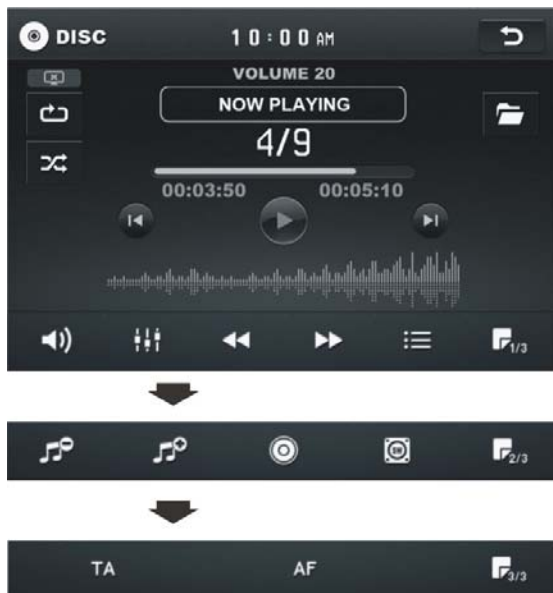 DISC 10:00 AM
VOLUME 20
NOW PLAYING
4/9
00:03:50 00:05:10
1/3
SW 2/3
TA AF 3/3